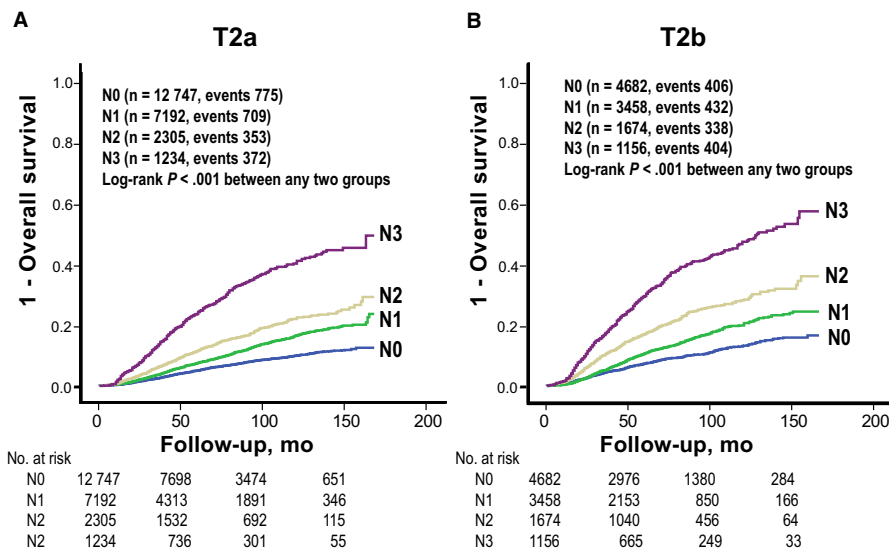 A
T2a
1 - Overall survival
1.0
0.8
0.6
0.4
0.2
0.0
N0 (n = 12 747, events 775)
N1 (n = 7192, events 709)
N2 (n = 2305, events 353)
N3 (n = 1234, events 372)
Log-rank P < .001 between any two groups
N3
N2
N1
N0
0 50 100 150 200
Follow-up, mo
No. at risk
N0 12 747 7698 3474 651
N1 7192 4313 1891 346
N2 2305 1532 692 115
N2 1234 736 301 55
B
T2b
1 - Overall survival
1.0
0.8
0.6
0.4
0.2
0.0
N0 (n = 4682, events 406)
N1 (n = 3458, events 432)
N2 (n = 1674, events 338)
N3 (n = 1156, events 404)
Log-rank P < .001 between any two groups
N3
N2
N1
N0
0 50 100 150 200
Follow-up, mo
No. at risk
N0 4682 2976 1380 284
N1 3458 2153 850 166
N2 1674 1040 456 64
N3 1156 665 249 33